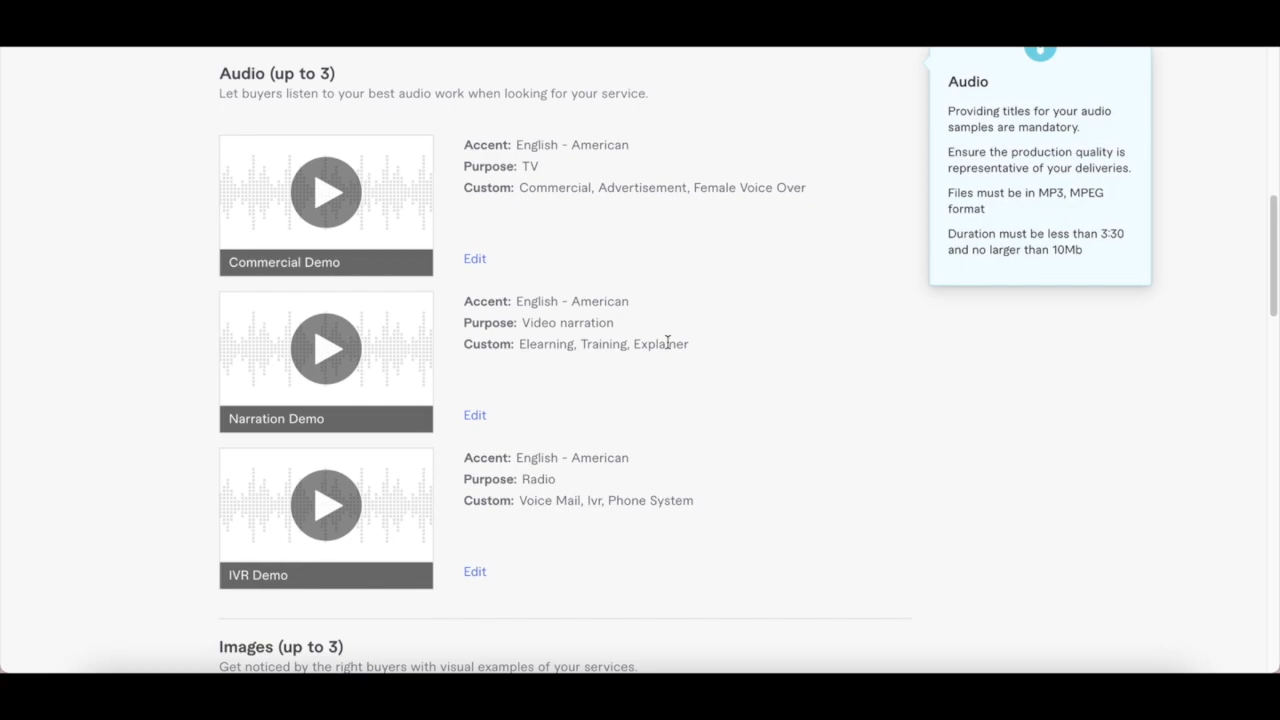 Audio (up to 3)
Let buyers listen to your best audio work when looking for your service.
Accent: English - American
Purpose: TV
Custom: Commercial, Advertisement, Female Voice Over
Commercial Demo
Edit
Accent: English - American
Purpose: Video narration
Custom: Elearning, Training, Explainer
Narration Demo
Edit
Accent: English - American
Purpose: Radio
Custom: Voice Mail, Ivr, Phone System
IVR Demo
Edit
Images (up to 3)
Get noticed by the right buyers with visual examples of your services.
Audio
Providing titles for your audio
samples are mandatory.
Ensure the production quality is
representative of your deliveries.
Files must be in MP3, MPEG
format
Duration must be less than 3:30
and no larger than 10Mb